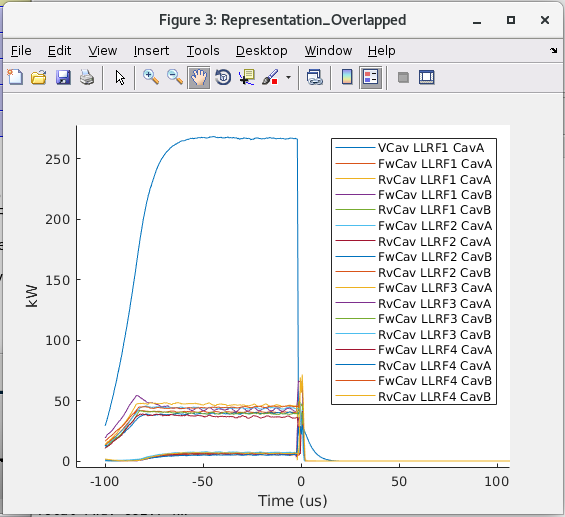 Figure 3: Representation_Overlapped
File Edit View Insert Tools Desktop Window Help
250
200
150
100
50
0
kW
-100 -50 0 50 100
Time (us)
VCav LLRF1 CavA
FwCav LLRF1 CavA
RvCav LLRF1 CavA
FwCav LLRF1 CavB
RvCav LLRF1 CavB
FwCav LLRF2 CavA
RvCav LLRF2 CavA
FwCav LLRF2 CavB
RvCav LLRF2 CavB
FwCav LLRF3 CavA
RvCav LLRF3 CavA
FwCav LLRF3 CavB
RvCav LLRF3 CavB
FwCav LLRF4 CavA
RvCav LLRF4 CavA
FwCav LLRF4 CavB
RvCav LLRF4 CavB